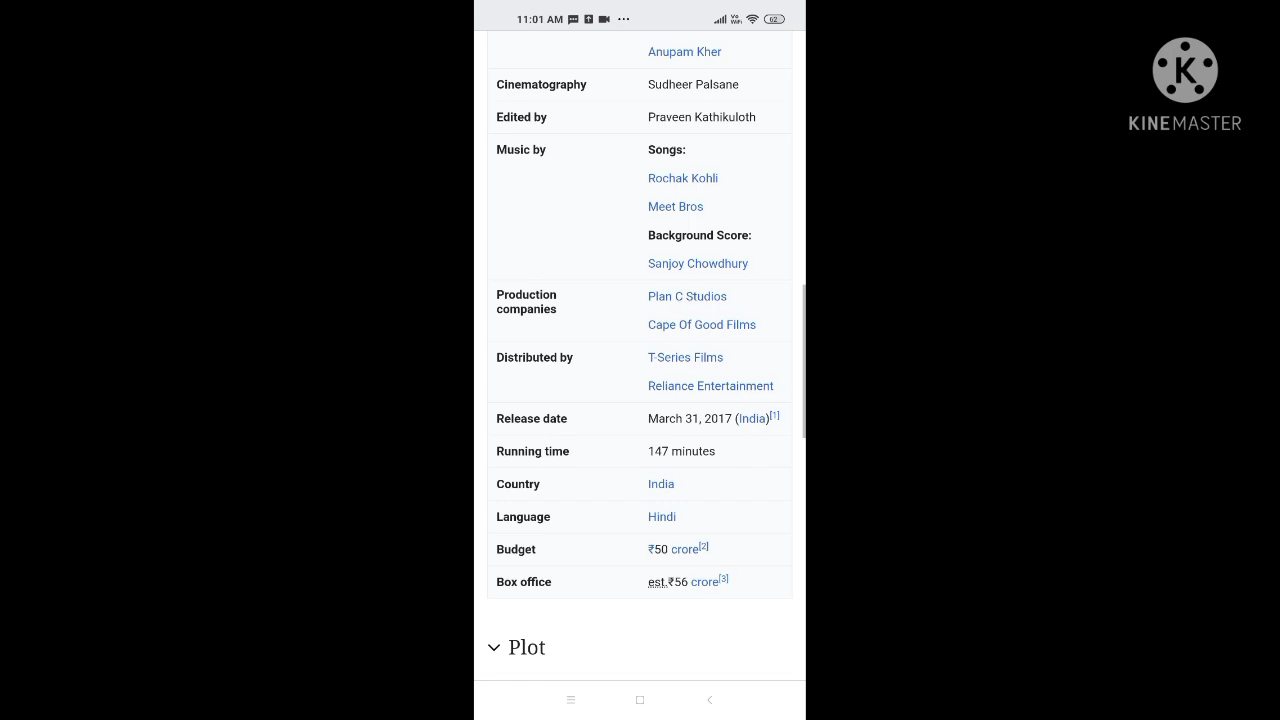 11:01 AM
Vo WiFi
62
Anupam Kher
Cinematography Sudheer Palsane
Edited by Praveen Kathikuloth
Music by Songs:
Rochak Kohli
Meet Bros
Background Score:
Sanjoy Chowdhury
Production companies Plan C Studios
Cape Of Good Films
Distributed by T-Series Films
Reliance Entertainment
Release date March 31, 2017 (India)[1]
Running time 147 minutes
Country India
Language Hindi
Budget ₹50 crore[2]
Box office est.₹56 crore[3]
Plot
K
KINEMASTER